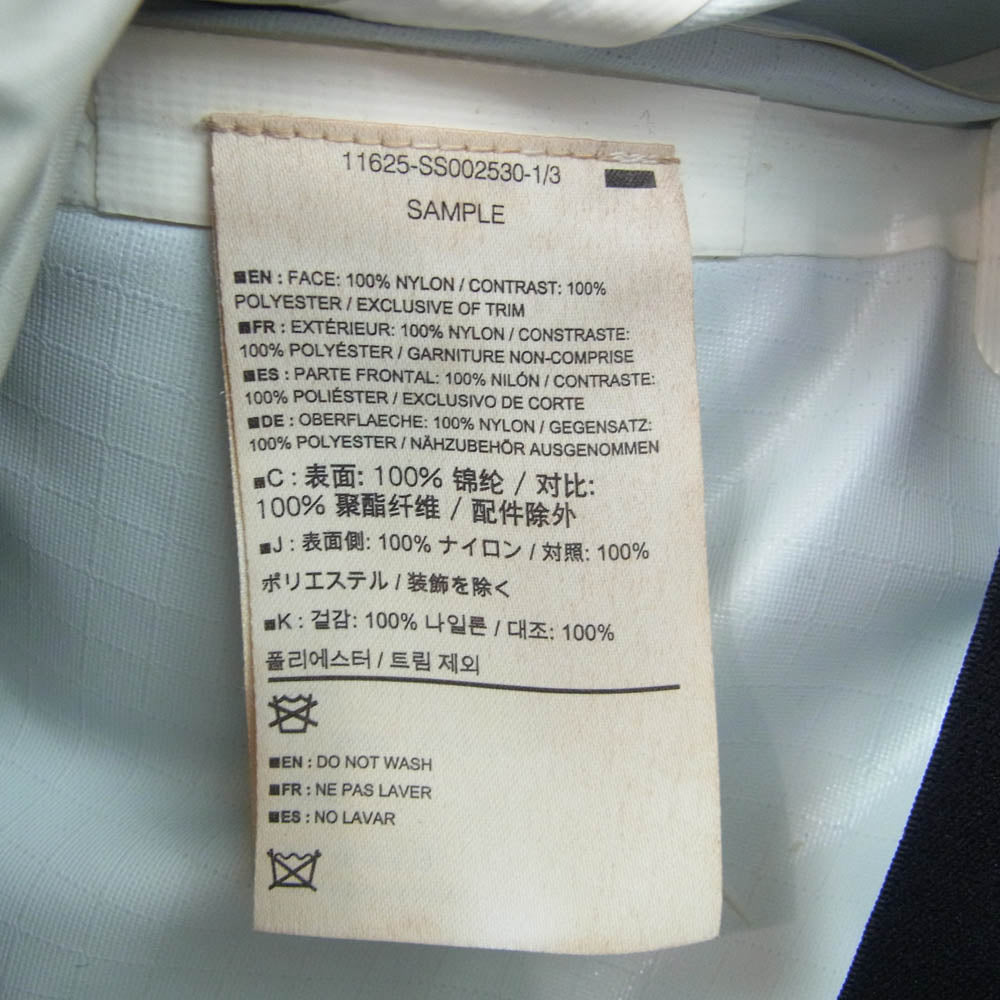 11625-SS002530-1/3
SAMPLE
■EN : FACE: 100% NYLON / CONTRAST: 100%
POLYESTER / EXCLUSIVE OF TRIM
■FR : EXTÉRIEUR: 100% NYLON / CONSTRASTE:
100% POLYÉSTER / GARNITURE NON-COMPRISE
■ES : PARTE FRONTAL: 100% NILÓN / CONTRASTE:
100% POLIÉSTER / EXCLUSIVO DE CORTE
■DE : OBERFLAECHE: 100% NYLON / GEGENSATZ:
100% POLYESTER / NÄHZUBEHÖR AUSGENOMMEN
■C : 表面: 100% 锦纶 / 对比:
100% 聚酯纤维 / 配件除外
■J : 表面側: 100% ナイロン / 対照: 100%
ポリエステル / 装飾を除く
■K : 겉감: 100% 나일론 / 대조: 100%
폴리에스터 / 트림 제외
■EN : DO NOT WASH
■FR : NE PAS LAVER
■ES : NO LAVAR